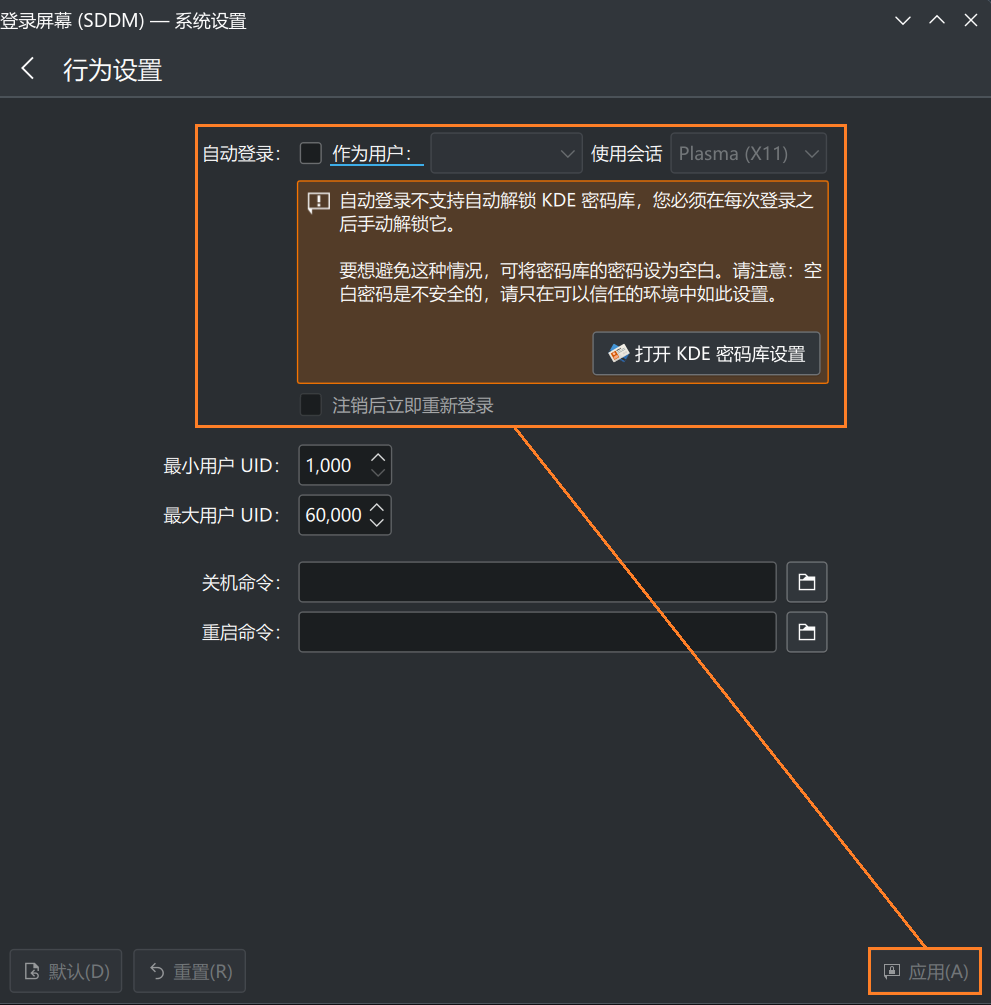 登录屏幕 (SDDM) — 系统设置
行为设置
自动登录： 作为用户： 使用会话 Plasma (X11)
自动登录不支持自动解锁 KDE 密码库，您必须在每次登录之
后手动解锁它。
要想避免这种情况，可将密码库的密码设为空白。请注意：空
白密码是不安全的，请只在可以信任的环境中如此设置。
打开 KDE 密码库设置
注销后立即重新登录
最小用户 UID： 1,000
最大用户 UID： 60,000
关机命令：
重启命令：
默认(D) 重置(R) 应用(A)